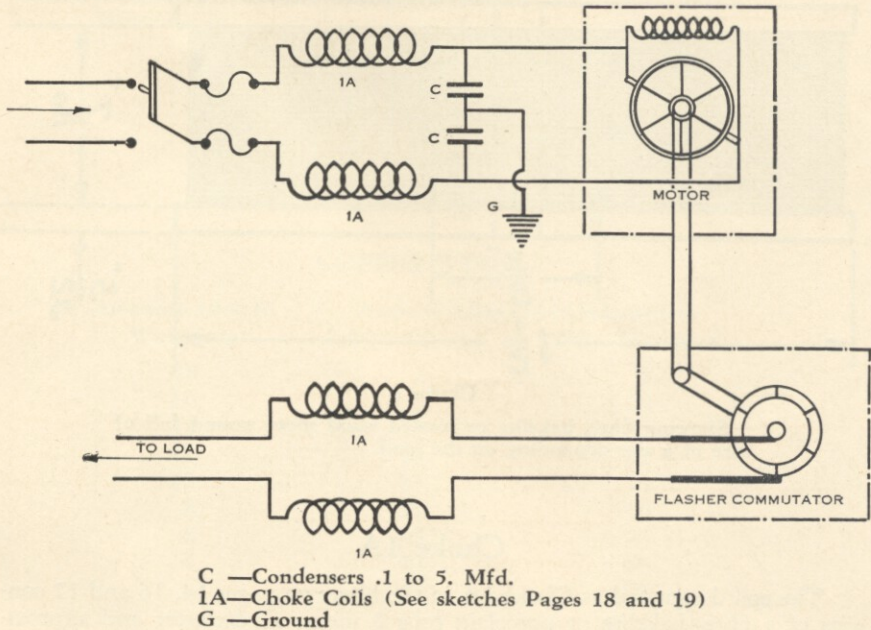 1A
C
C
1A
G
MOTOR
1A
TO LOAD
FLASHER COMMUTATOR
1A
C —Condensers .1 to 5. Mfd.
1A—Choke Coils (See sketches Pages 18 and 19)
G —Ground